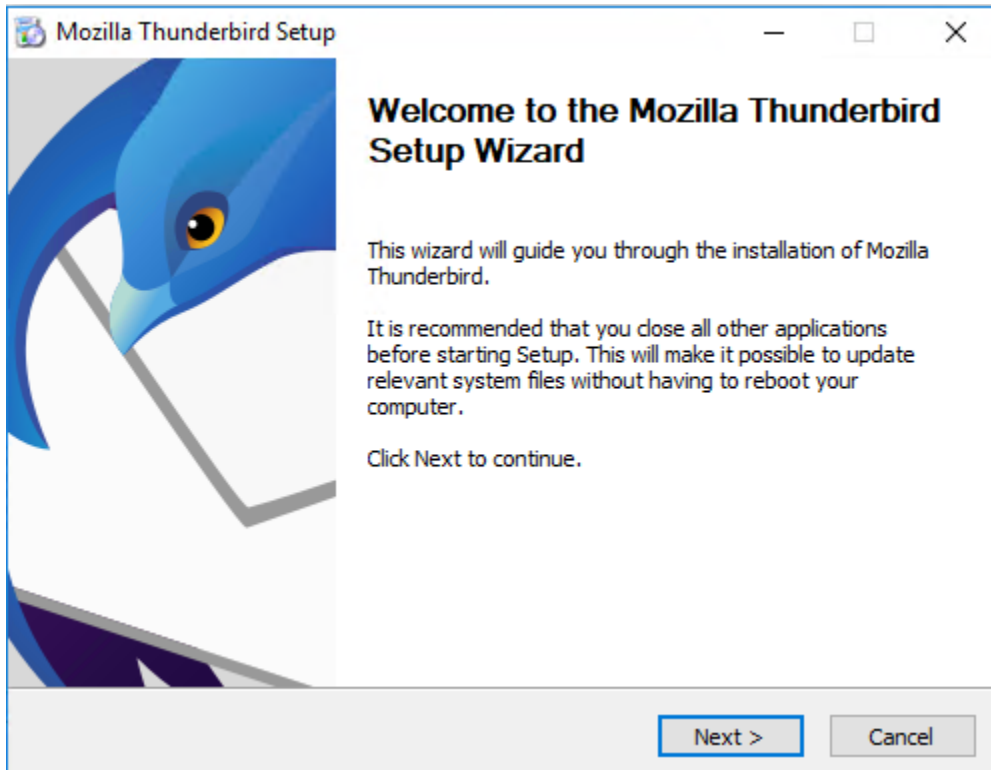 Mozilla Thunderbird Setup
Welcome to the Mozilla Thunderbird
Setup Wizard
This wizard will guide you through the installation of Mozilla
Thunderbird.
It is recommended that you close all other applications
before starting Setup. This will make it possible to update
relevant system files without having to reboot your
computer.
Click Next to continue.
Next >
Cancel